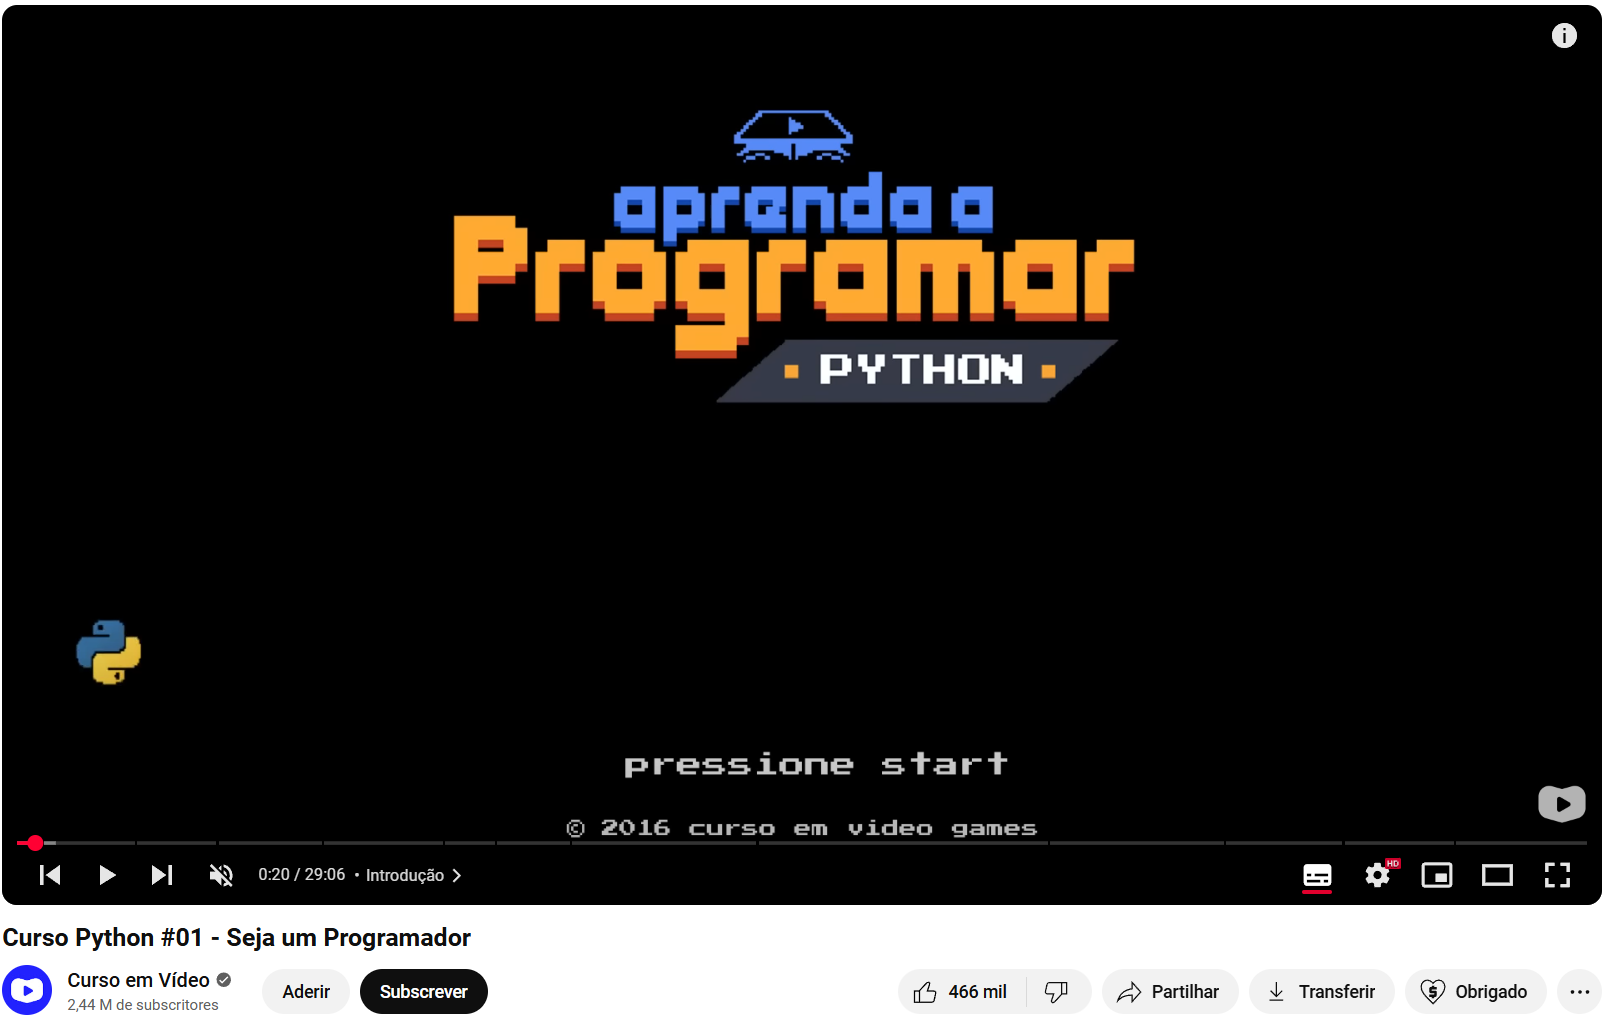 aprenda a
Programar
PYTHON
pressione start
© 2016 curso em video games
0:20 / 29:06 • Introdução
HD
Curso Python #01 - Seja um Programador
Curso em Vídeo
2,44 M de subscritores
Aderir
Subscrever
466 mil
Partilhar
Transferir
Obrigado